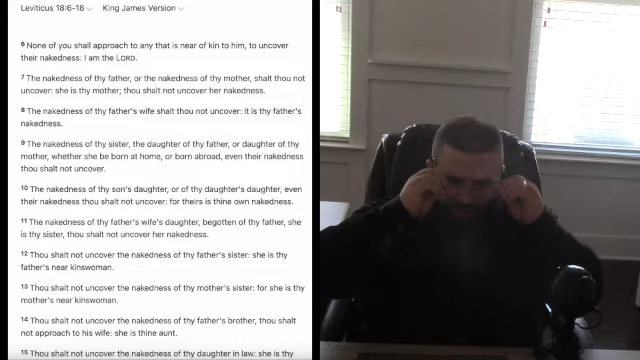 Leviticus 18:6-18 King James Version
6 None of you shall approach to any that is near of kin to him, to uncover
their nakedness: I am the LORD.
7 The nakedness of thy father, or the nakedness of thy mother, shalt thou not
uncover: she is thy mother; thou shalt not uncover her nakedness.
8 The nakedness of thy father's wife shalt thou not uncover: it is thy father's
nakedness.
9 The nakedness of thy sister, the daughter of thy father, or daughter of thy
mother, whether she be born at home, or born abroad, even their nakedness
thou shalt not uncover.
10 The nakedness of thy son's daughter, or of thy daughter's daughter, even
their nakedness thou shalt not uncover: for theirs is thine own nakedness.
11 The nakedness of thy father's wife's daughter, begotten of thy father, she
is thy sister, thou shalt not uncover her nakedness.
12 Thou shalt not uncover the nakedness of thy father's sister: she is thy
father's near kinswoman.
13 Thou shalt not uncover the nakedness of thy mother's sister: for she is thy
mother's near kinswoman.
14 Thou shalt not uncover the nakedness of thy father's brother, thou shalt
not approach to his wife: she is thine aunt.
15 Thou shalt not uncover the nakedness of thy daughter in law: she is thy